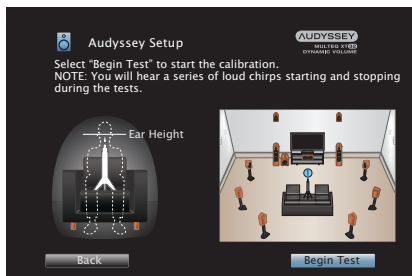 Audyssey Setup
AUDYSSEY
MULTEQ XT32
DYNAMIC VOLUME
Select “Begin Test” to start the calibration.
NOTE: You will hear a series of loud chirps starting and stopping
during the tests.
Ear Height
Back
Begin Test